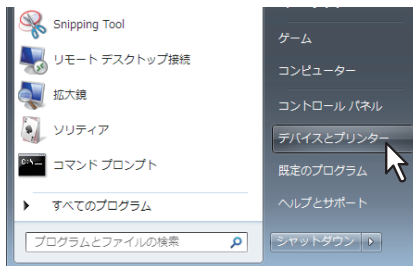 Snipping Tool
リモート デスクトップ接続
拡大鏡
ソリティア
コマンド プロンプト
すべてのプログラム
プログラムとファイルの検索
ゲーム
コンピューター
コントロール パネル
デバイスとプリンター
既定のプログラム
ヘルプとサポート
シャットダウン